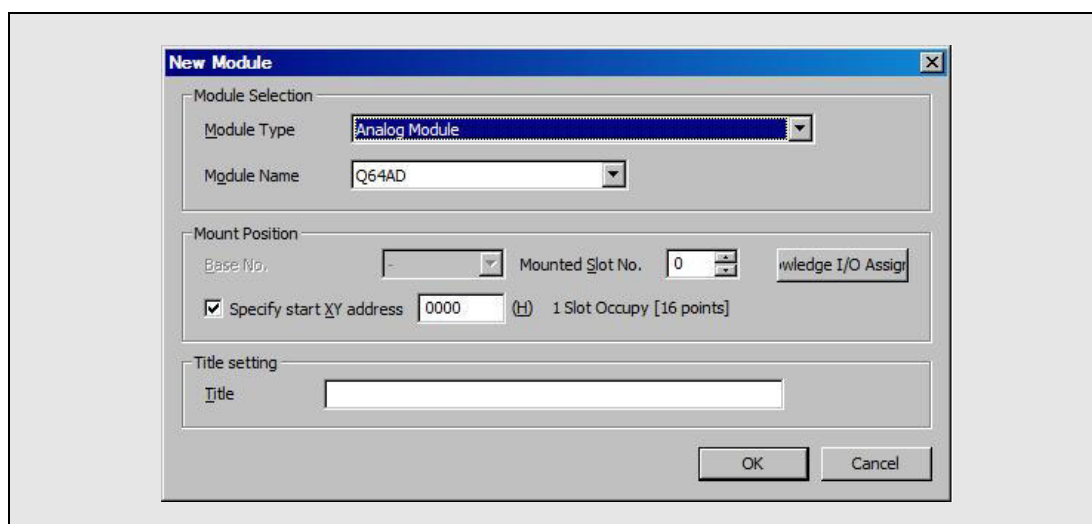 New Module
Module Selection
Module Type Analog Module
Module Name Q64AD
Mount Position
Base No. - Mounted Slot No. 0 wledge I/O Assign
Specify start XY address 0000 (H) 1 Slot Occupy [16 points]
Title setting
Title
OK Cancel